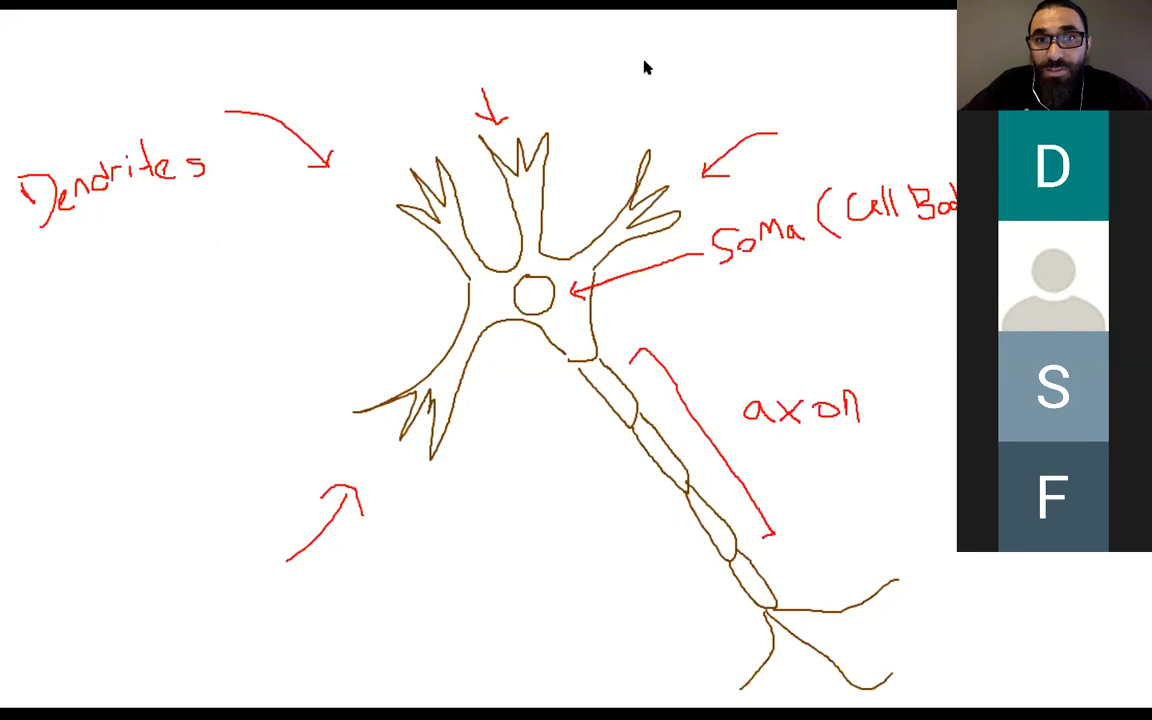 Dendrites
Soma (Cell Bod
axon
D
S
F